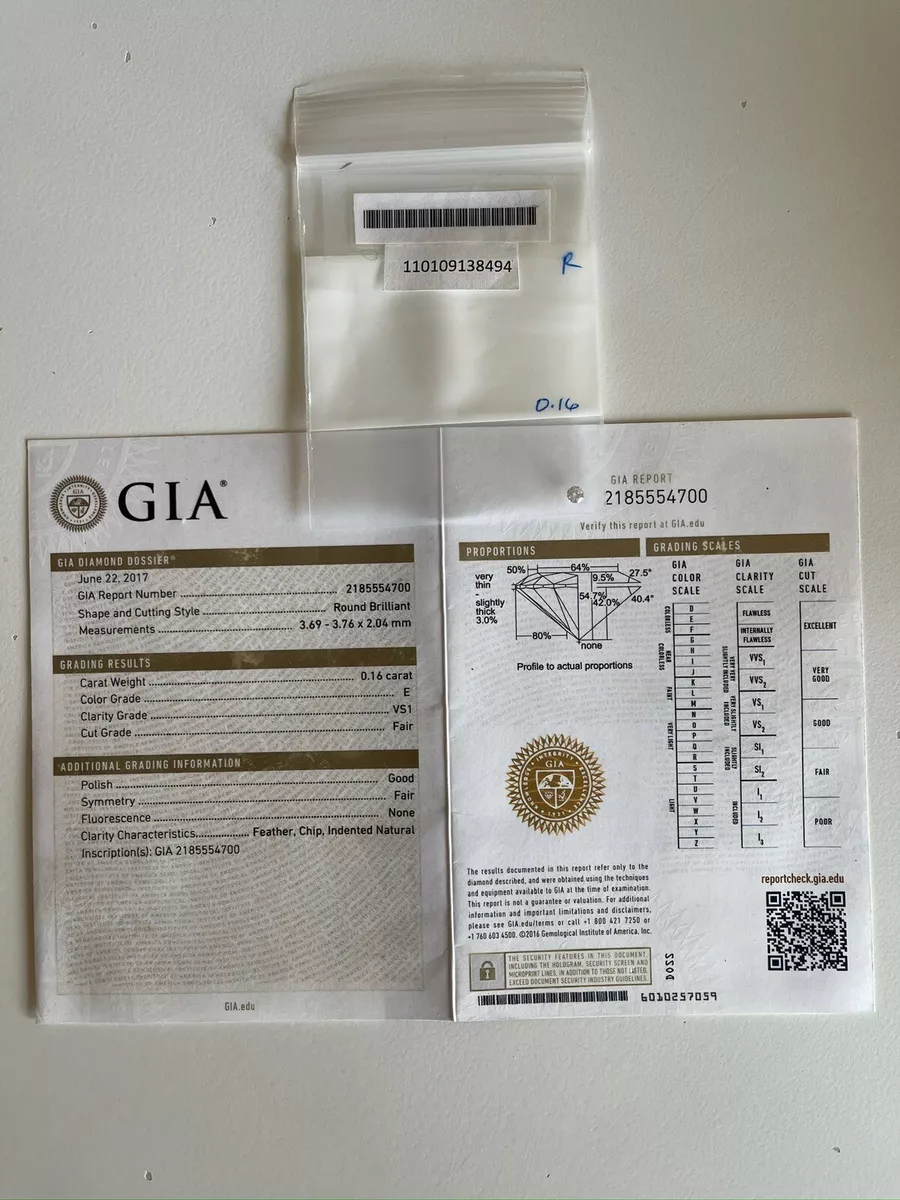 110109138494
R
0.16
GIA®
GIA DIAMOND DOSSIER®
June 22, 2017
GIA Report Number 2185554700
Shape and Cutting Style Round Brilliant
Measurements 3.69 - 3.76 x 2.04 mm
GRADING RESULTS
Carat Weight 0.16 carat
Color Grade E
Clarity Grade VS1
Cut Grade Fair
ADDITIONAL GRADING INFORMATION
Polish Good
Symmetry Fair
Fluorescence None
Clarity Characteristics Feather, Chip, Indented Natural
Inscription(s): GIA 2185554700
GIA.edu
GIA REPORT
2185554700
Verify this report at GIA.edu
PROPORTIONS
50%
64%
very
thin
-
slightly
thick
3.0%
9.5%
27.5°
54.7%
42.0%
40.4°
80%
none
Profile to actual proportions
GIA
The results documented in this report refer only to the
diamond described, and were obtained using the techniques
and equipment available to GIA at the time of examination.
This report is not a guarantee or valuation. For additional
information and important limitations and disclaimers,
please see GIA.edu/terms or call +1 800 421 7250 or
+1 760 603 4500. ©2016 Gemological Institute of America, Inc.
THE SECURITY FEATURES IN THIS DOCUMENT,
INCLUDING THE HOLOGRAM, SECURITY SCREEN AND
MICROPRINT LINES, IN ADDITION TO THOSE NOT LISTED,
EXCEED DOCUMENT SECURITY INDUSTRY GUIDELINES.
6010257059
GRADING SCALES
GIA
COLOR
SCALE
COLORLESS
D
E
F
NEAR COLORLESS
G
H
I
J
FAINT
K
L
M
VERY LIGHT
N
O
P
Q
R
LIGHT
S
T
U
V
W
X
Y
Z
GIA
CLARITY
SCALE
FLAWLESS
INTERNALLY
FLAWLESS
VERY VERY
SLIGHTLY INCLUDED
VVS1
VVS2
VERY SLIGHTLY
INCLUDED
VS1
VS2
SLIGHTLY
INCLUDED
SI1
SI2
INCLUDED
I1
I2
I3
GIA
CUT
SCALE
EXCELLENT
VERY
GOOD
GOOD
FAIR
POOR
reportcheck.gia.edu